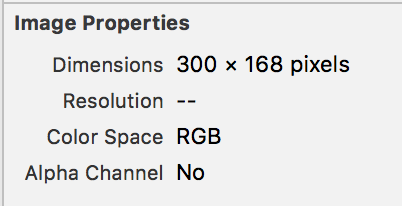 Image Properties
Dimensions 300 × 168 pixels
Resolution --
Color Space RGB
Alpha Channel No